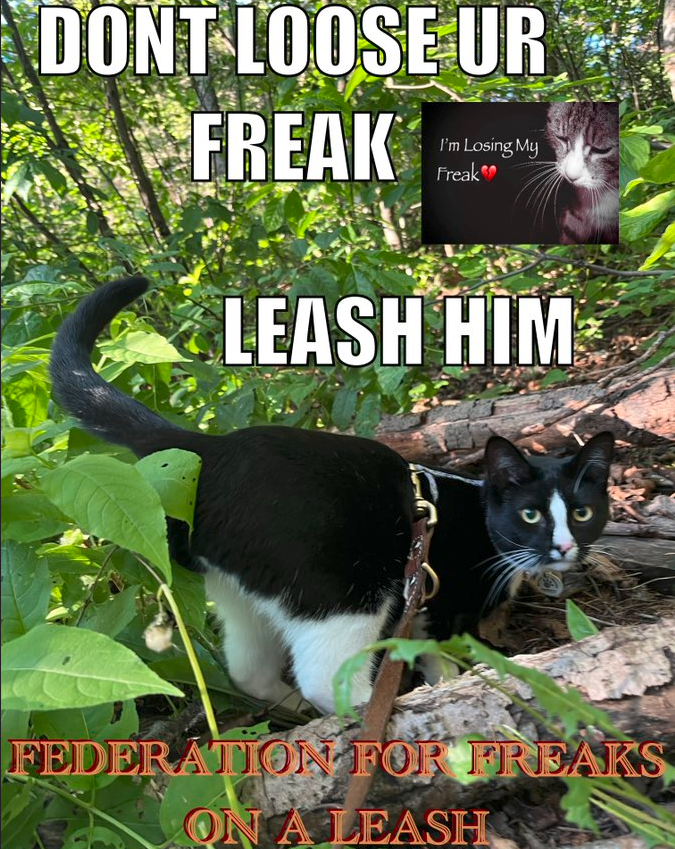 DONT LOOSE UR
FREAK
I'm Losing My
Freak💔
LEASH HIM
FEDERATION FOR FREAKS
ON A LEASH